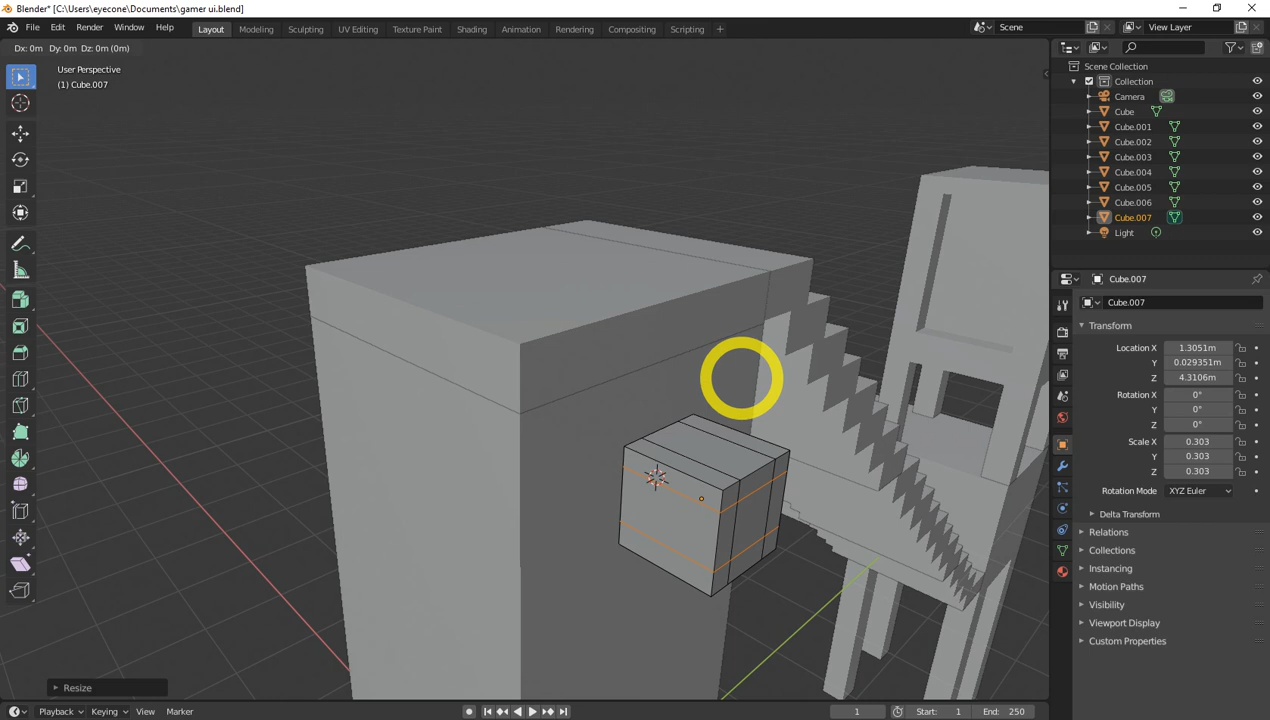 Blender* [C:\Users\eyecone\Documents\gamer ui.blend]
File Edit Render Window Help
Layout Modeling Sculpting UV Editing Texture Paint Shading Animation Rendering Compositing Scripting +
Scene
View Layer
Dx: 0m Dy: 0m Dz: 0m (0m)
User Perspective
(1) Cube.007
Scene Collection
Collection
Camera
Cube
Cube.001
Cube.002
Cube.003
Cube.004
Cube.005
Cube.006
Cube.007
Light
Cube.007
Cube.007
Transform
Location X 1.3051m
Y 0.029351m
Z 4.3106m
Rotation X 0°
Y 0°
Z 0°
Scale X 0.303
Y 0.303
Z 0.303
Rotation Mode XYZ Euler
Delta Transform
Relations
Collections
Instancing
Motion Paths
Visibility
Viewport Display
Custom Properties
Resize
Playback Keying View Marker
1
Start: 1
End: 250